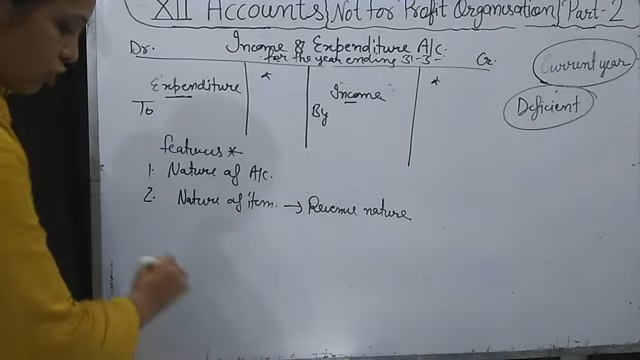 XII Accounts | Not for Profit Organisation | Part-2
Income & Expenditure A/c.
for the year ending 31-3-
Dr. Cr.
Expenditure * Income *
To By
Current year
Deficient
features *
1. Nature of A/c.
2. Nature of item. → Revenue nature